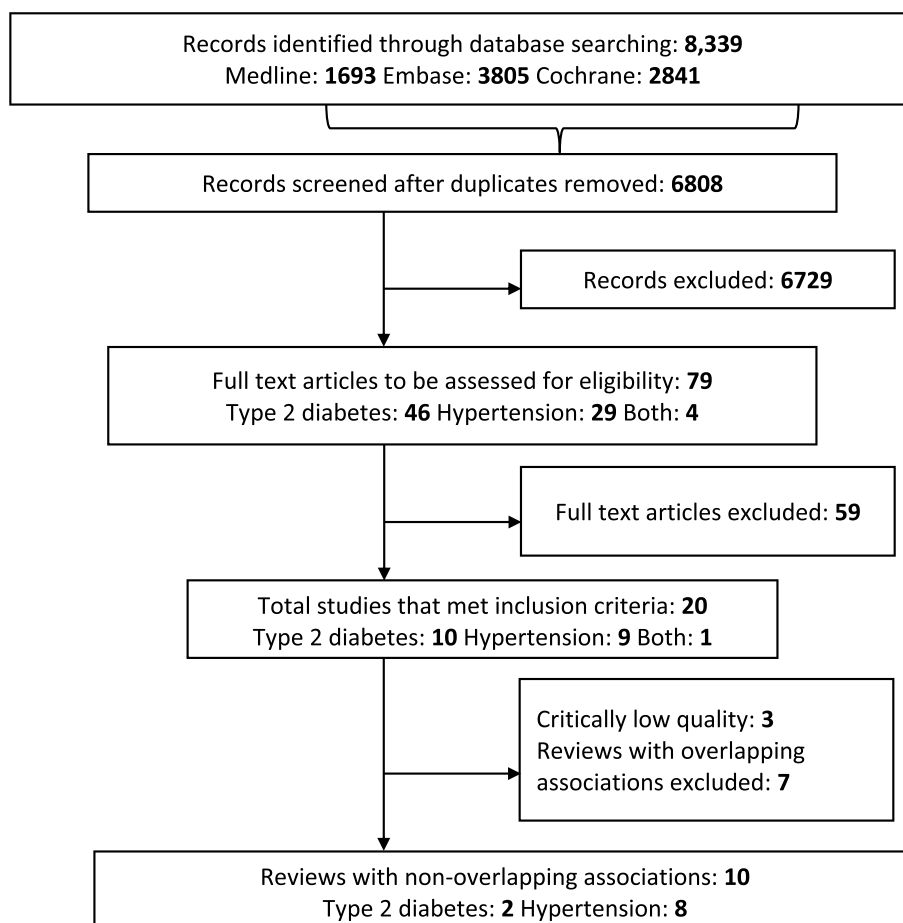 Records identified through database searching: 8,339
Medline: 1693 Embase: 3805 Cochrane: 2841
Records screened after duplicates removed: 6808
Records excluded: 6729
Full text articles to be assessed for eligibility: 79
Type 2 diabetes: 46 Hypertension: 29 Both: 4
Full text articles excluded: 59
Total studies that met inclusion criteria: 20
Type 2 diabetes: 10 Hypertension: 9 Both: 1
Critically low quality: 3
Reviews with overlapping
associations excluded: 7
Reviews with non-overlapping associations: 10
Type 2 diabetes: 2 Hypertension: 8